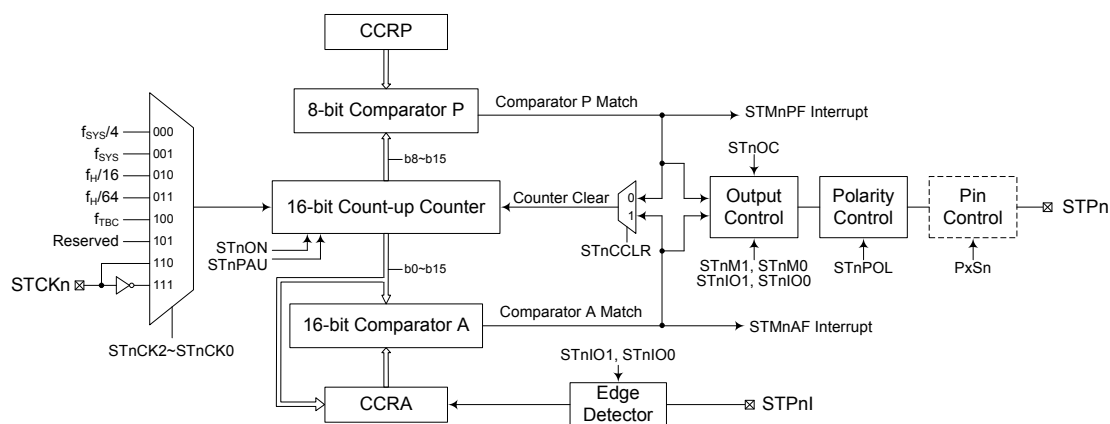 CCRP
8-bit Comparator P
Comparator P Match
STMnPF Interrupt
b8~b15
fSYS/4
000
fSYS
001
fH/16
010
fH/64
011
fTBC
100
Reserved
101
110
111
STCKn
STnCK2~STnCK0
16-bit Count-up Counter
STnON
STnPAU
Counter Clear
0
1
STnCCLR
STnOC
Output
Control
STnM1, STnM0
STnIO1, STnIO0
Polarity
Control
STnPOL
Pin
Control
PxSn
STPn
b0~b15
16-bit Comparator A
Comparator A Match
STMnAF Interrupt
CCRA
STnIO1, STnIO0
Edge
Detector
STPnI